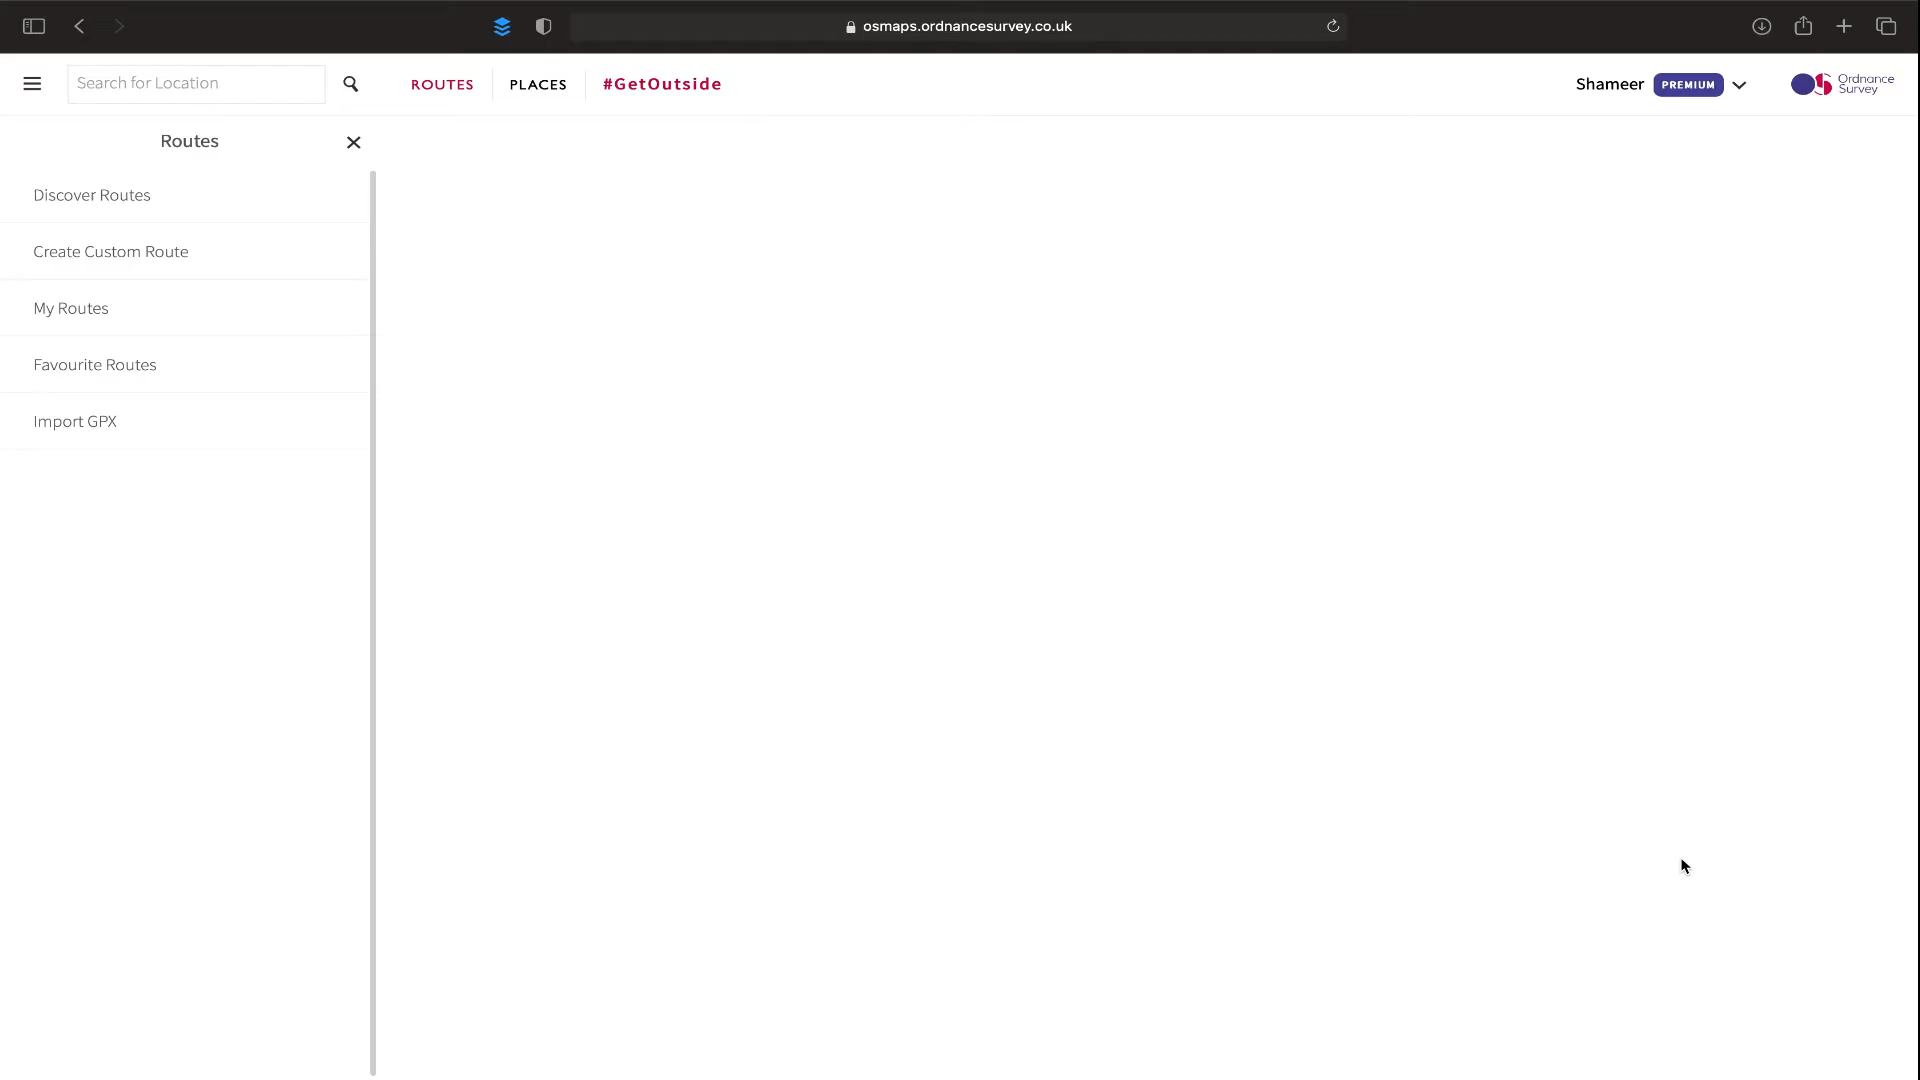 osmaps.ordnancesurvey.co.uk
Search for Location
ROUTES
PLACES
#GetOutside
Shameer
PREMIUM
Ordnance
Survey
Routes
Discover Routes
Create Custom Route
My Routes
Favourite Routes
Import GPX